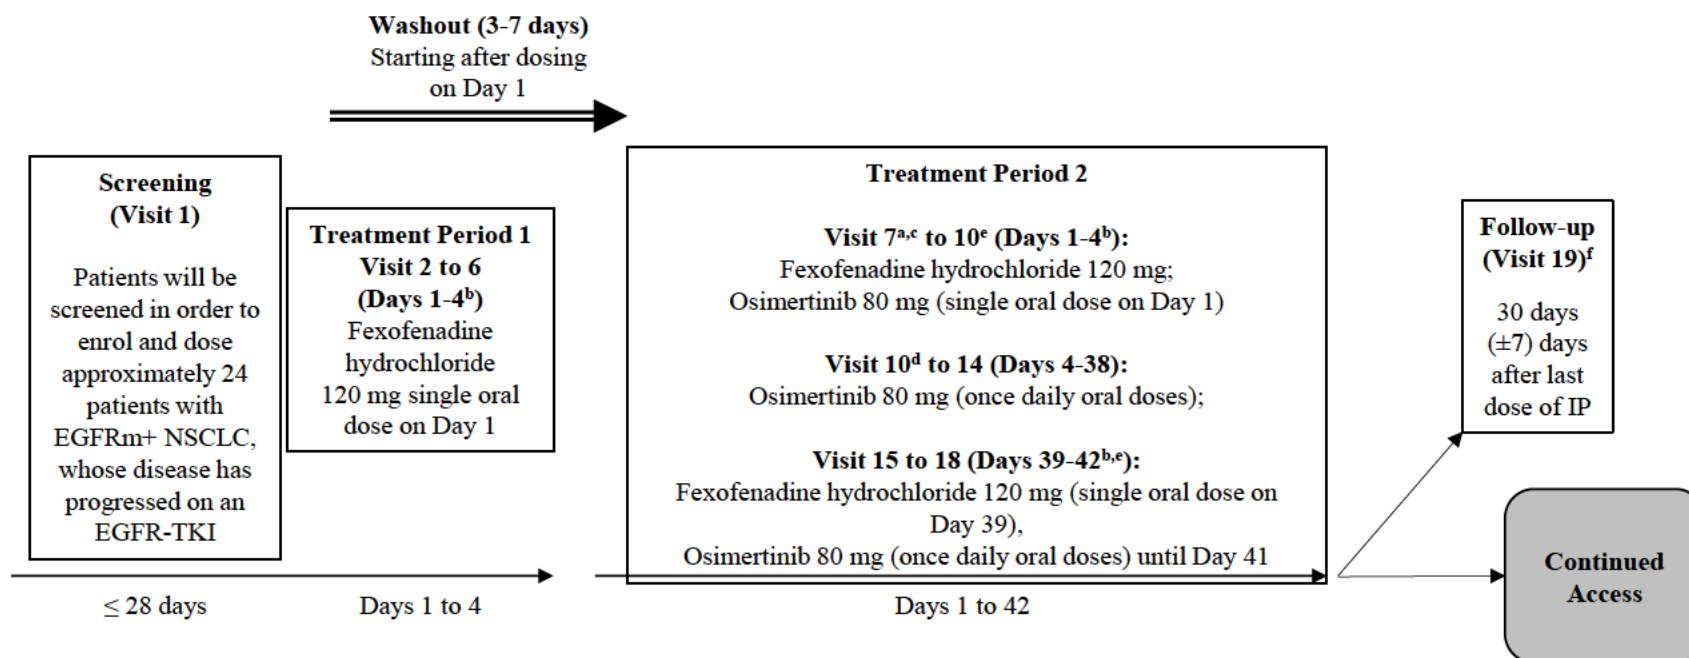 Washout (3-7 days)
Starting after dosing
on Day 1
Screening
(Visit 1)
Patients will be
screened in order to
enrol and dose
approximately 24
patients with
EGFRm+ NSCLC,
whose disease has
progressed on an
EGFR-TKI
Treatment Period 1
Visit 2 to 6
(Days 1-4ᵇ)
Fexofenadine
hydrochloride
120 mg single oral
dose on Day 1
Treatment Period 2
Visit 7ᵃ,ᶜ to 10ᵉ (Days 1-4ᵇ):
Fexofenadine hydrochloride 120 mg;
Osimertinib 80 mg (single oral dose on Day 1)
Visit 10ᵈ to 14 (Days 4-38):
Osimertinib 80 mg (once daily oral doses);
Visit 15 to 18 (Days 39-42ᵇ,ᵉ):
Fexofenadine hydrochloride 120 mg (single oral dose on
Day 39),
Osimertinib 80 mg (once daily oral doses) until Day 41
Follow-up
(Visit 19)ᶠ
30 days
(±7) days
after last
dose of IP
Continued
Access
≤ 28 days
Days 1 to 4
Days 1 to 42